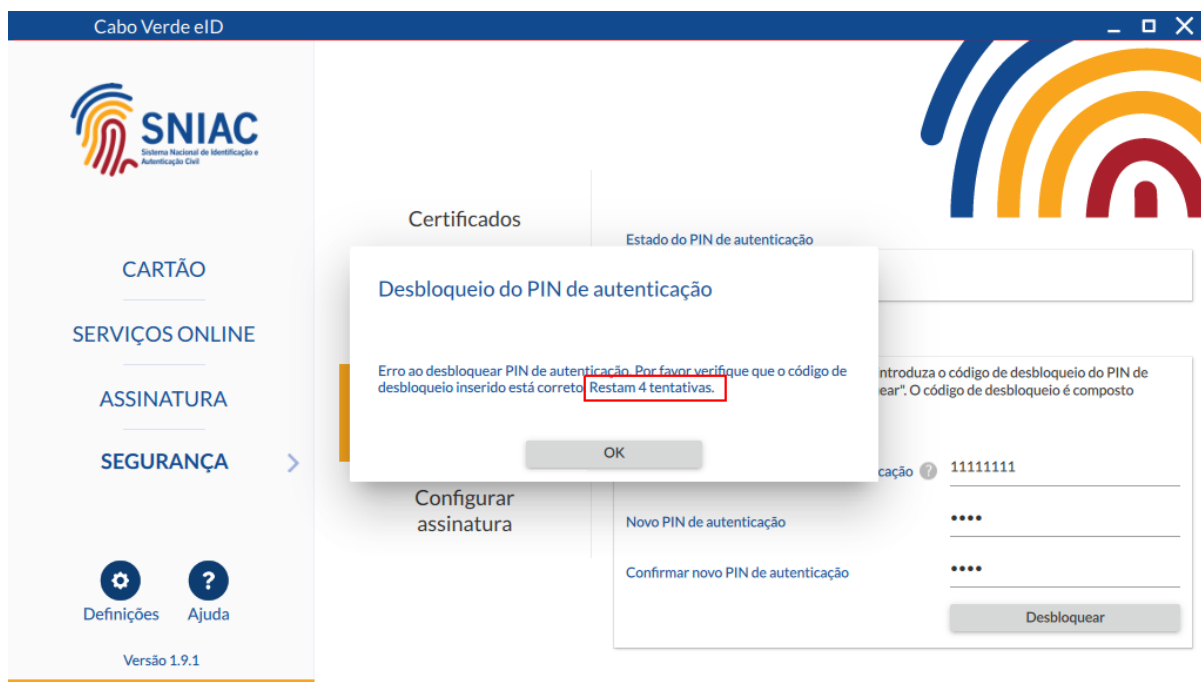 Cabo Verde eID
SNIAC
Sistema Nacional de Identificação e
Autenticação Civil
CARTÃO
SERVIÇOS ONLINE
ASSINATURA
SEGURANÇA
Definições
Ajuda
Versão 1.9.1
Certificados
Configurar
assinatura
Estado do PIN de autenticação
Desbloqueio do PIN de autenticação
Erro ao desbloquear PIN de autenticação. Por favor verifique que o código de
desbloqueio inserido está correto. Restam 4 tentativas.
OK
ntroduza o código de desbloqueio do PIN de
ear". O código de desbloqueio é composto
cação ? 11111111
Novo PIN de autenticação ••••
Confirmar novo PIN de autenticação ••••
Desbloquear